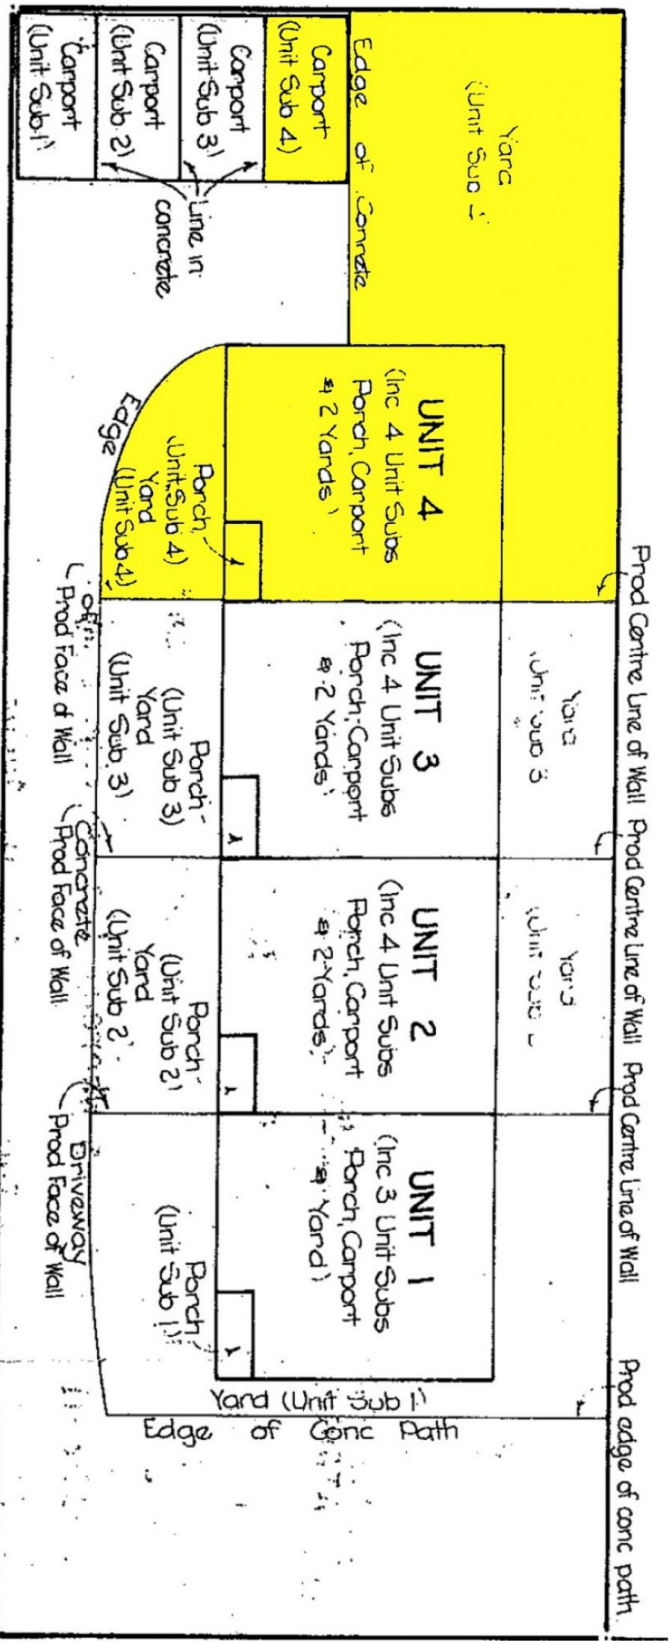 Carport
(Unit Sub 4)
Carport
(Unit Sub 3)
Carport
(Unit Sub 2)
Carport
(Unit Sub 1)
Line in
concrete
Edge of Concrete
Yard
(Unit Sub
UNIT 4
(Inc 4 Unit Subs
Porch, Carport
& 2 Yards)
Porch
(Unit Sub 4)
Yard
(Unit Sub 4)
UNIT 3
(Inc 4 Unit Subs
Porch, Carport
& 2 Yards)
Porch
(Unit Sub 3)
Yard
(Unit Sub 3)
Yard
Unit Sub 3
UNIT 2
(Inc 4 Unit Subs
Porch, Carport
& 2 Yards)
Porch
(Unit Sub 2)
Yard
(Unit Sub 2)
Yard
UNIT 1
(Inc 3 Unit Subs
Porch, Carport
& Yard)
Porch
(Unit Sub 1)
Yard (Unit Sub 1)
Edge of Conc Path
Prod Centre Line of Wall
Prod Centre Line of Wall
Prod Centre Line of Wall
Prod edge of conc path
Edge of Concrete Driveway
Prod Face of Wall
Prod Face of Wall
Prod Face of Wall